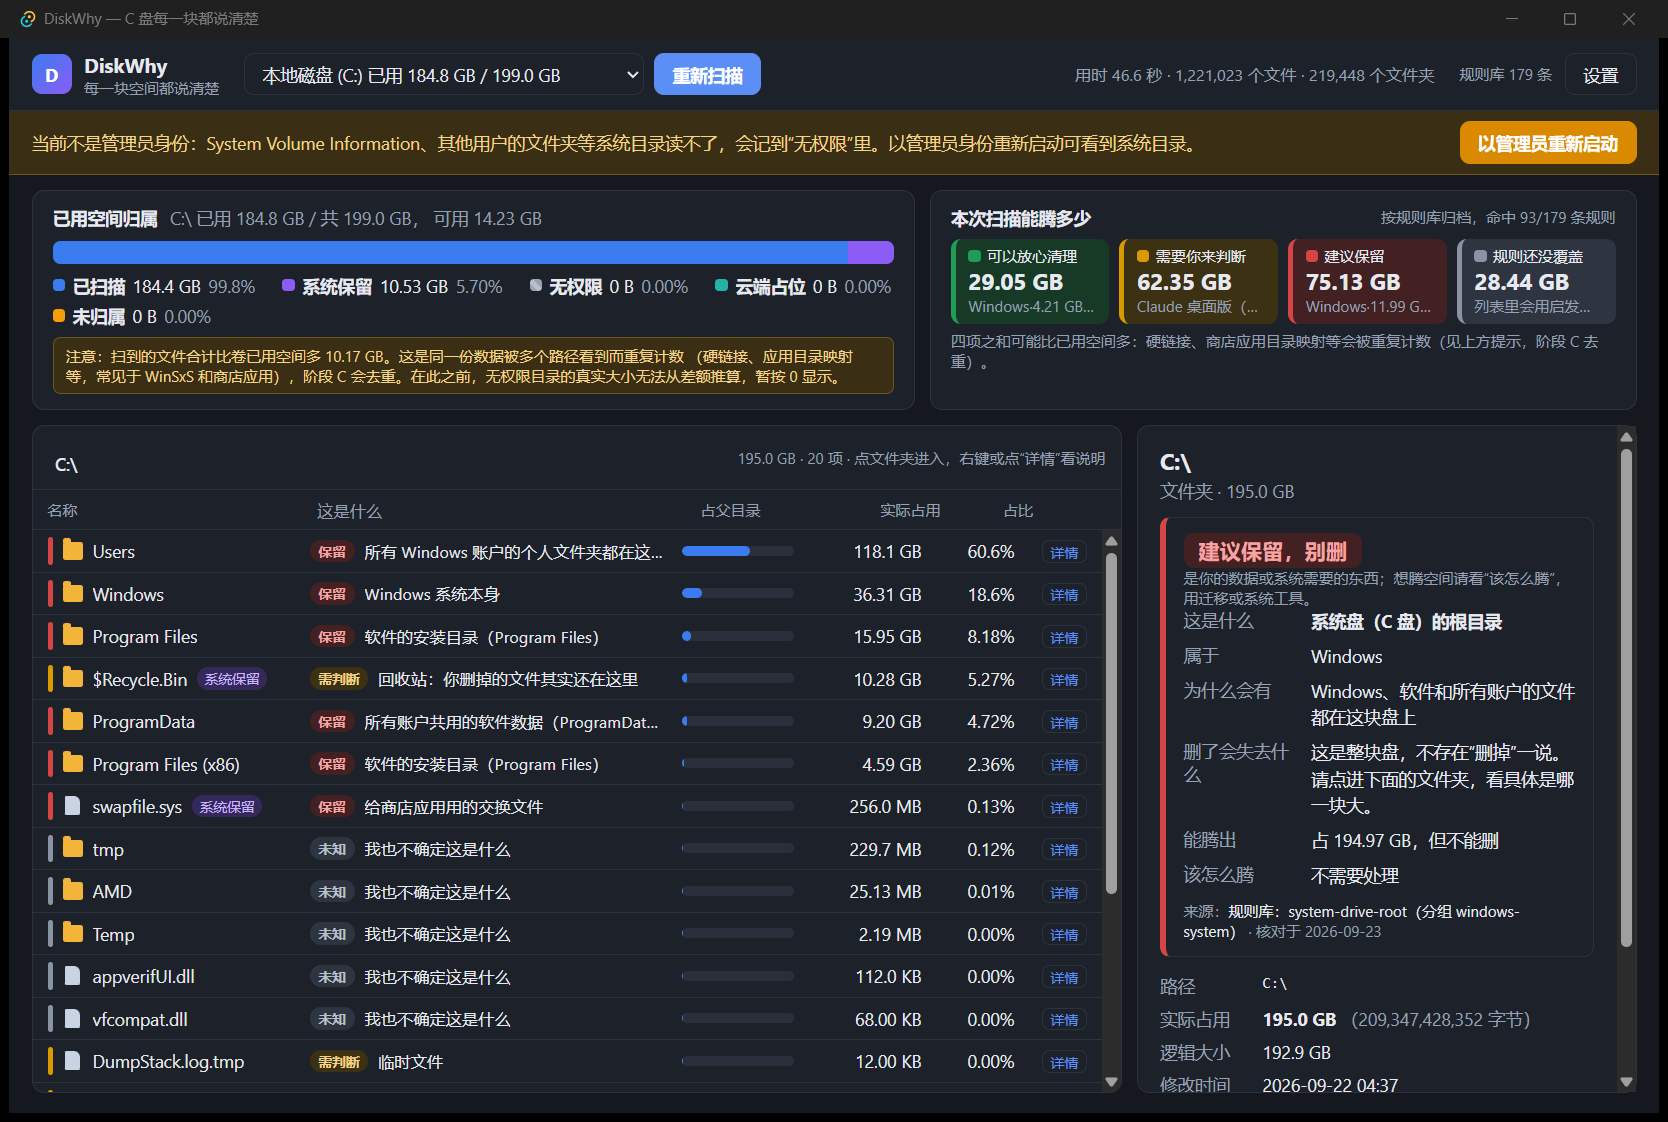 DiskWhy — C 盘每一块都说清楚
D
DiskWhy
每一块空间都说清楚
本地磁盘 (C:) 已用 184.8 GB / 199.0 GB
重新扫描
用时 46.6 秒 · 1,221,023 个文件 · 219,448 个文件夹
规则库 179 条
设置
当前不是管理员身份：System Volume Information、其他用户的文件夹等系统目录读不了，会记到“无权限”里。以管理员身份重新启动可看到系统目录。
以管理员重新启动
已用空间归属 C:\ 已用 184.8 GB / 共 199.0 GB， 可用 14.23 GB
已扫描 184.4 GB 99.8% 系统保留 10.53 GB 5.70% 无权限 0 B 0.00% 云端占位 0 B 0.00%
未归属 0 B 0.00%
注意：扫到的文件合计比卷已用空间多 10.17 GB。这是同一份数据被多个路径看到而重复计数 （硬链接、应用目录映射
等，常见于 WinSxS 和商店应用），阶段 C 会去重。在此之前，无权限目录的真实大小无法从差额推算，暂按 0 显示。
本次扫描能腾多少
按规则库归档，命中 93/179 条规则
可以放心清理
29.05 GB
Windows·4.21 GB...
需要你来判断
62.35 GB
Claude 桌面版（...
建议保留
75.13 GB
Windows·11.99 G...
规则还没覆盖
28.44 GB
列表里会用启发...
四项之和可能比已用空间多：硬链接、商店应用目录映射等会被重复计数（见上方提示，阶段 C 去
重）。
C:\
195.0 GB · 20 项 · 点文件夹进入，右键或点“详情”看说明
名称 这是什么 占父目录 实际占用 占比
Users 保留 所有 Windows 账户的个人文件夹都在这... 118.1 GB 60.6% 详情
Windows 保留 Windows 系统本身 36.31 GB 18.6% 详情
Program Files 保留 软件的安装目录（Program Files） 15.95 GB 8.18% 详情
$Recycle.Bin 系统保留 需判断 回收站：你删掉的文件其实还在这里 10.28 GB 5.27% 详情
ProgramData 保留 所有账户共用的软件数据（ProgramDat... 9.20 GB 4.72% 详情
Program Files (x86) 保留 软件的安装目录（Program Files） 4.59 GB 2.36% 详情
swapfile.sys 系统保留 保留 给商店应用用的交换文件 256.0 MB 0.13% 详情
tmp 未知 我也不确定这是什么 229.7 MB 0.12% 详情
AMD 未知 我也不确定这是什么 25.13 MB 0.01% 详情
Temp 未知 我也不确定这是什么 2.19 MB 0.00% 详情
appverifUI.dll 未知 我也不确定这是什么 112.0 KB 0.00% 详情
vfcompat.dll 未知 我也不确定这是什么 68.00 KB 0.00% 详情
DumpStack.log.tmp 需判断 临时文件 12.00 KB 0.00% 详情
C:\
文件夹 · 195.0 GB
建议保留，别删
是你的数据或系统需要的东西；想腾空间请看“该怎么腾”，
用迁移或系统工具。
这是什么 系统盘（C 盘）的根目录
属于 Windows
为什么会有 Windows、软件和所有账户的文件
都在这块盘上
删了会失去什 这是整块盘，不存在“删掉”一说。
么 请点进下面的文件夹，看具体是哪
一块大。
能腾出 占 194.97 GB，但不能删
该怎么腾 不需要处理
来源：规则库：system-drive-root（分组 windows-
system） · 核对于 2026-09-23
路径 C:\
实际占用 195.0 GB （209,347,428,352 字节）
逻辑大小 192.9 GB
修改时间 2026-09-22 04:37